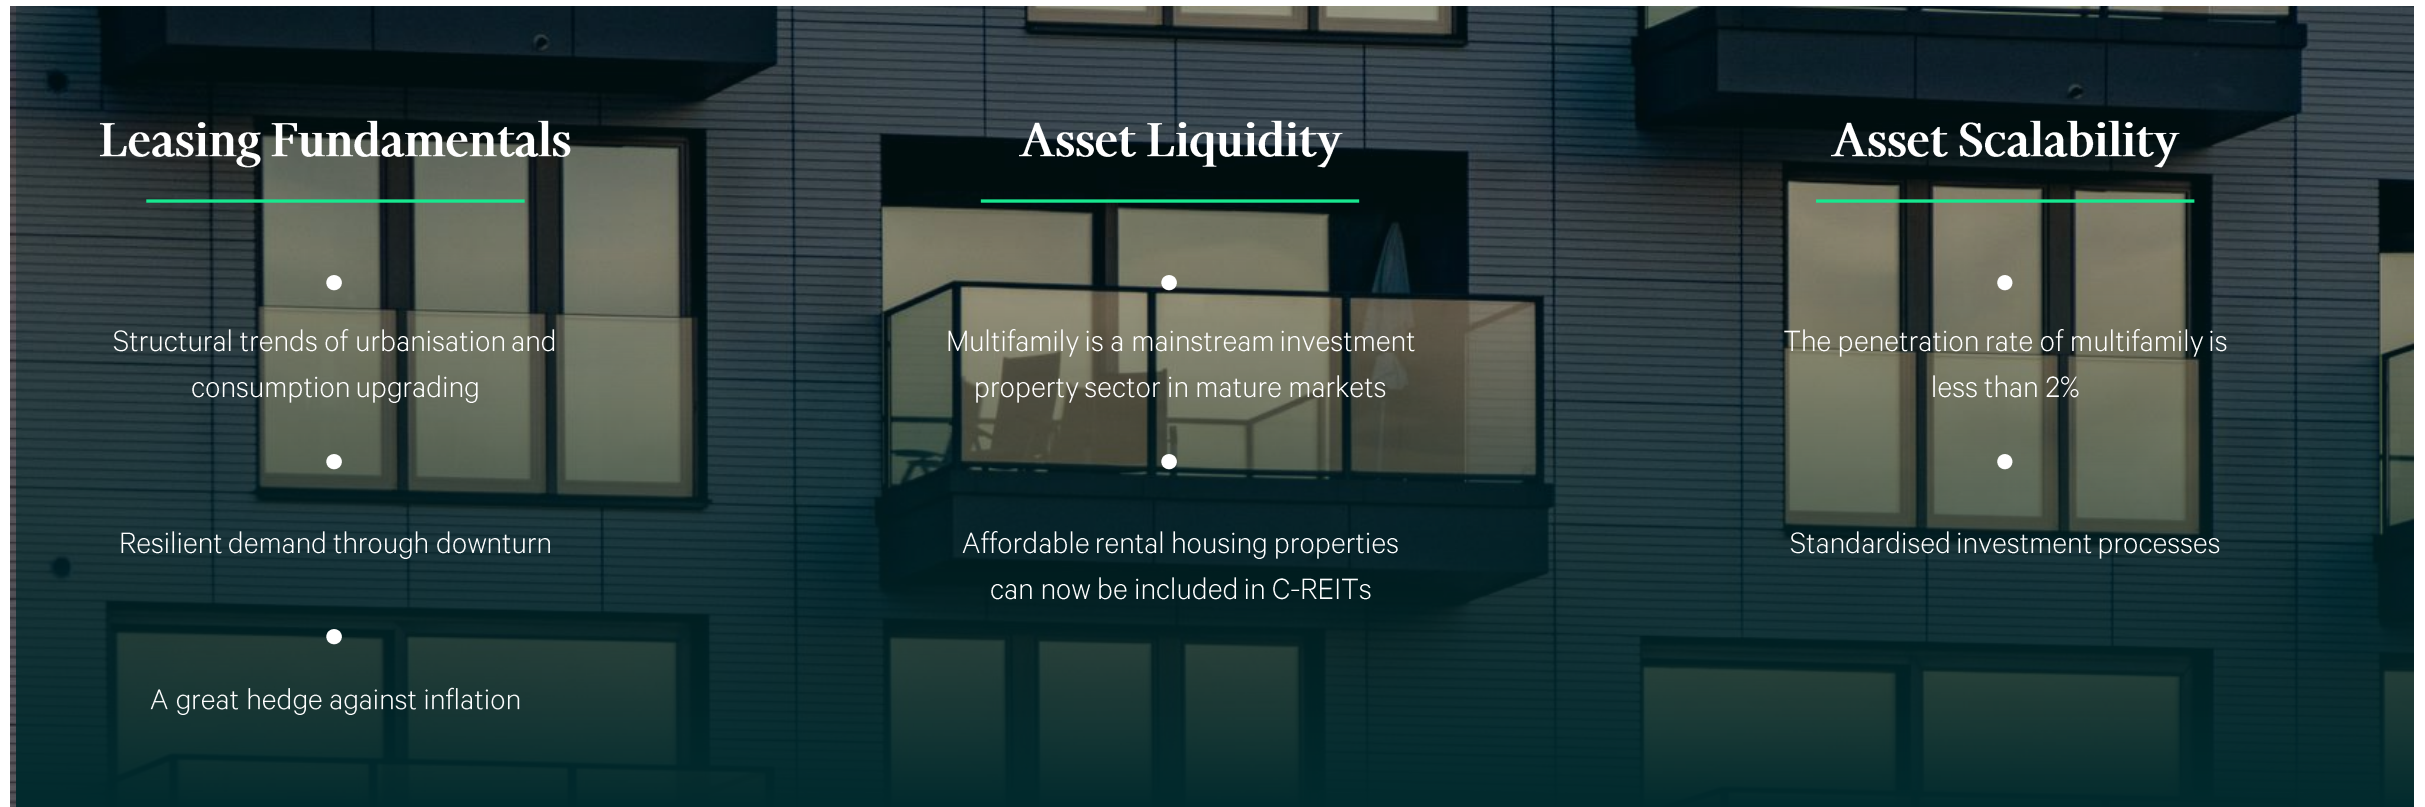 Leasing Fundamentals
Structural trends of urbanisation and
consumption upgrading
Resilient demand through downturn
A great hedge against inflation
Asset Liquidity
Multifamily is a mainstream investment
property sector in mature markets
Affordable rental housing properties
can now be included in C-REITs
Asset Scalability
The penetration rate of multifamily is
less than 2%
Standardised investment processes